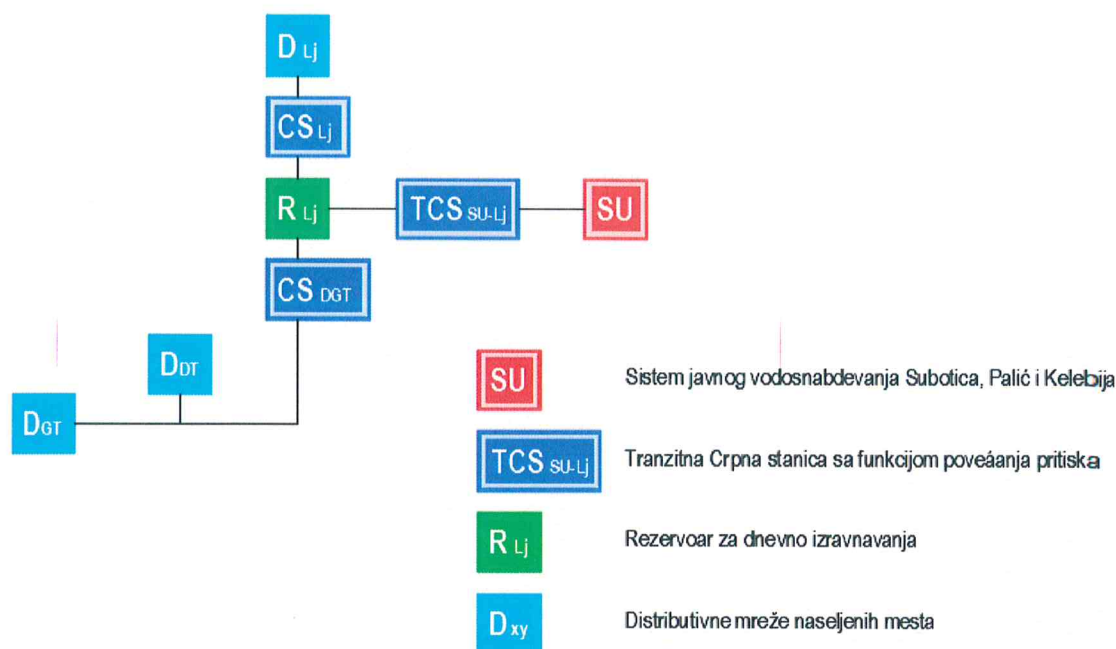 D Lj
CS Lj
R Lj
TCS SU-Lj
SU
CS DGT
D DT
D GT
SU Sistem javnog vodosnabdevanja Subotica, Palić i Kelebija
TCS SU-Lj Tranzitna Crpna stanica sa funkcijom poveáanja pritiska
R Lj Rezervoar za dnevno izravnavanja
D xy Distributivne mreže naseljenih mesta